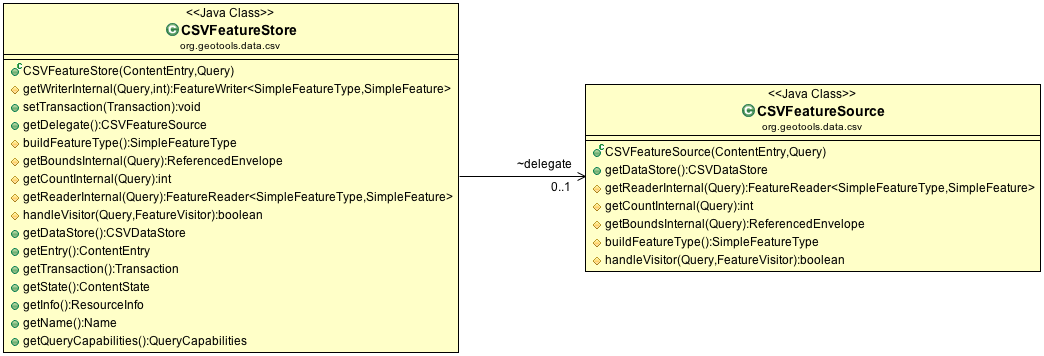 <<Java Class>>
CSVFeatureStore
org.geotools.data.csv
CSVFeatureStore(ContentEntry,Query)
getWriterInternal(Query,int):FeatureWriter<SimpleFeatureType,SimpleFeature>
setTransaction(Transaction):void
getDelegate():CSVFeatureSource
buildFeatureType():SimpleFeatureType
getBoundsInternal(Query):ReferencedEnvelope
getCountInternal(Query):int
getReaderInternal(Query):FeatureReader<SimpleFeatureType,SimpleFeature>
handleVisitor(Query,FeatureVisitor):boolean
getDataStore():CSVDataStore
getEntry():ContentEntry
getTransaction():Transaction
getState():ContentState
getInfo():ResourceInfo
getName():Name
getQueryCapabilities():QueryCapabilities
~delegate
0..1
<<Java Class>>
CSVFeatureSource
org.geotools.data.csv
CSVFeatureSource(ContentEntry,Query)
getDataStore():CSVDataStore
getReaderInternal(Query):FeatureReader<SimpleFeatureType,SimpleFeature>
getCountInternal(Query):int
getBoundsInternal(Query):ReferencedEnvelope
buildFeatureType():SimpleFeatureType
handleVisitor(Query,FeatureVisitor):boolean